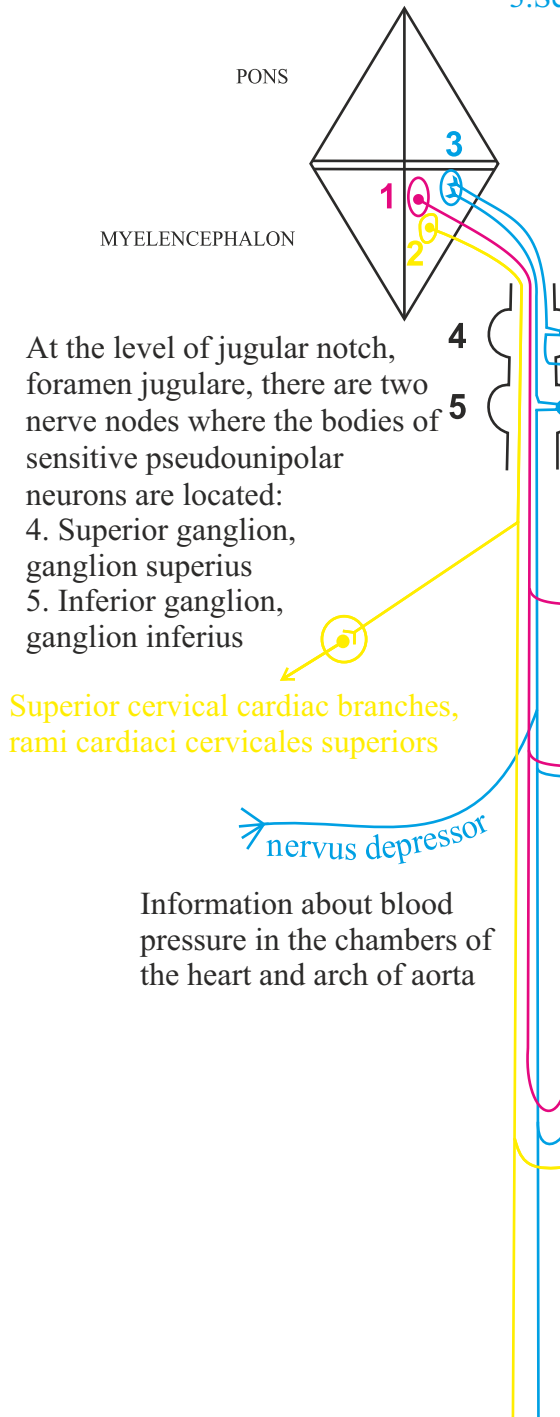 PONS
3
1
MYELENCEPHALON
2
At the level of jugular notch,
foramen jugulare, there are two
nerve nodes where the bodies of
sensitive pseudounipolar
neurons are located:
4. Superior ganglion,
ganglion superius
5. Inferior ganglion,
ganglion inferius
4
5
Superior cervical cardiac branches,
rami cardiaci cervicales superiors
nervus depressor
Information about blood
pressure in the chambers of
the heart and arch of aorta